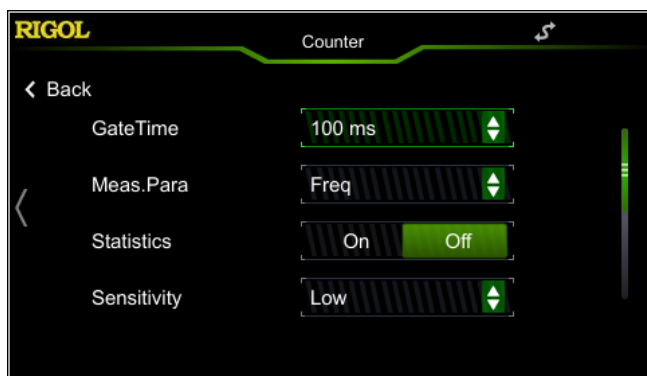 RIGOL
Counter
Back
GateTime 100 ms
Meas.Para Freq
Statistics On Off
Sensitivity Low